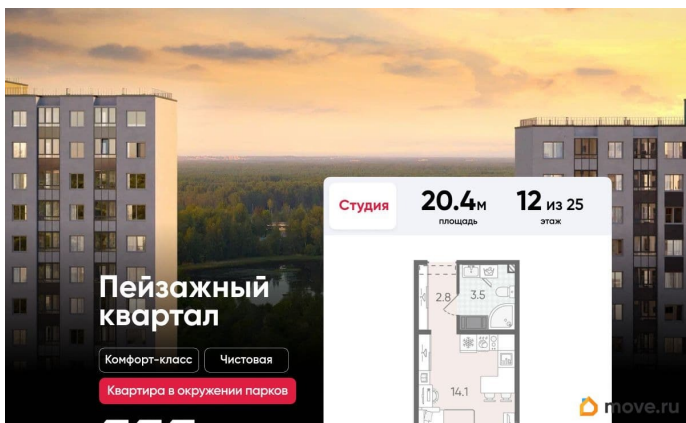 Студия
20.4м
площадь
12 из 25
этаж
2.8
3.5
14.1
Пейзажный
квартал
Комфорт-класс
Чистовая
Квартира в окружении парков
move.ru